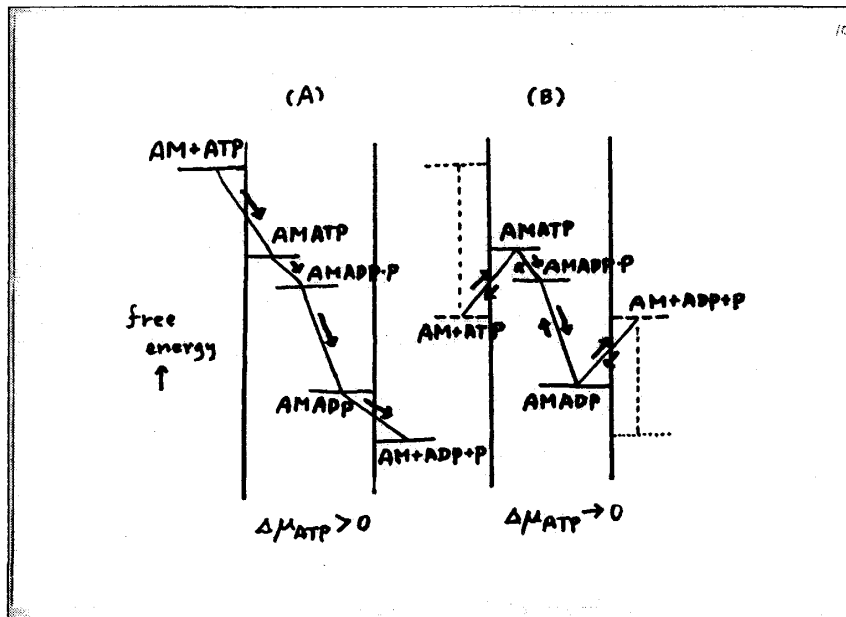 (A)
(B)
AM+ATP
AMATP
AMADP·P
AMADP
AM+ADP+P
free
energy
↑
ΔμATP > 0
AMATP
AMADP·P
AM+ATP
AM+ADP+P
AMADP
ΔμATP → 0